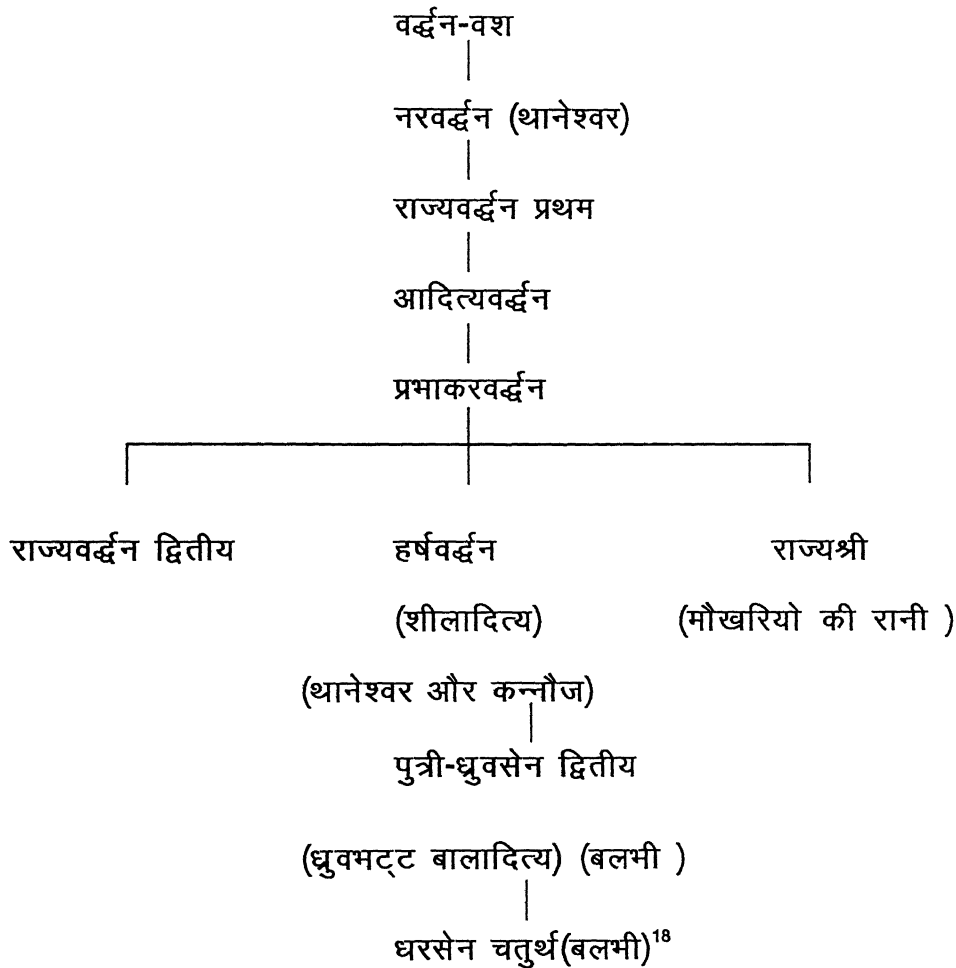 वर्द्धन-वश
नरवर्द्धन (थानेश्वर)
राज्यवर्द्धन प्रथम
आदित्यवर्द्धन
प्रभाकरवर्द्धन
राज्यवर्द्धन द्वितीय हर्षवर्द्धन राज्यश्री
(शीलादित्य) (मौखरियो की रानी )
(थानेश्वर और कन्नौज)
पुत्री-ध्रुवसेन द्वितीय
(ध्रुवभट्ट बालादित्य) (बलभी )
धरसेन चतुर्थ(बलभी)¹⁸